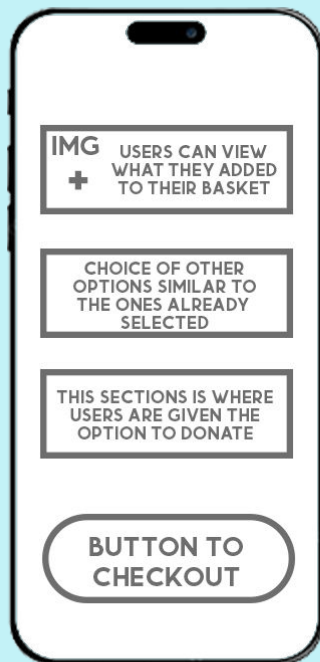 IMG
+
USERS CAN VIEW
WHAT THEY ADDED
TO THEIR BASKET
CHOICE OF OTHER
OPTIONS SIMILAR TO
THE ONES ALREADY
SELECTED
THIS SECTIONS IS WHERE
USERS ARE GIVEN THE
OPTION TO DONATE
BUTTON TO
CHECKOUT